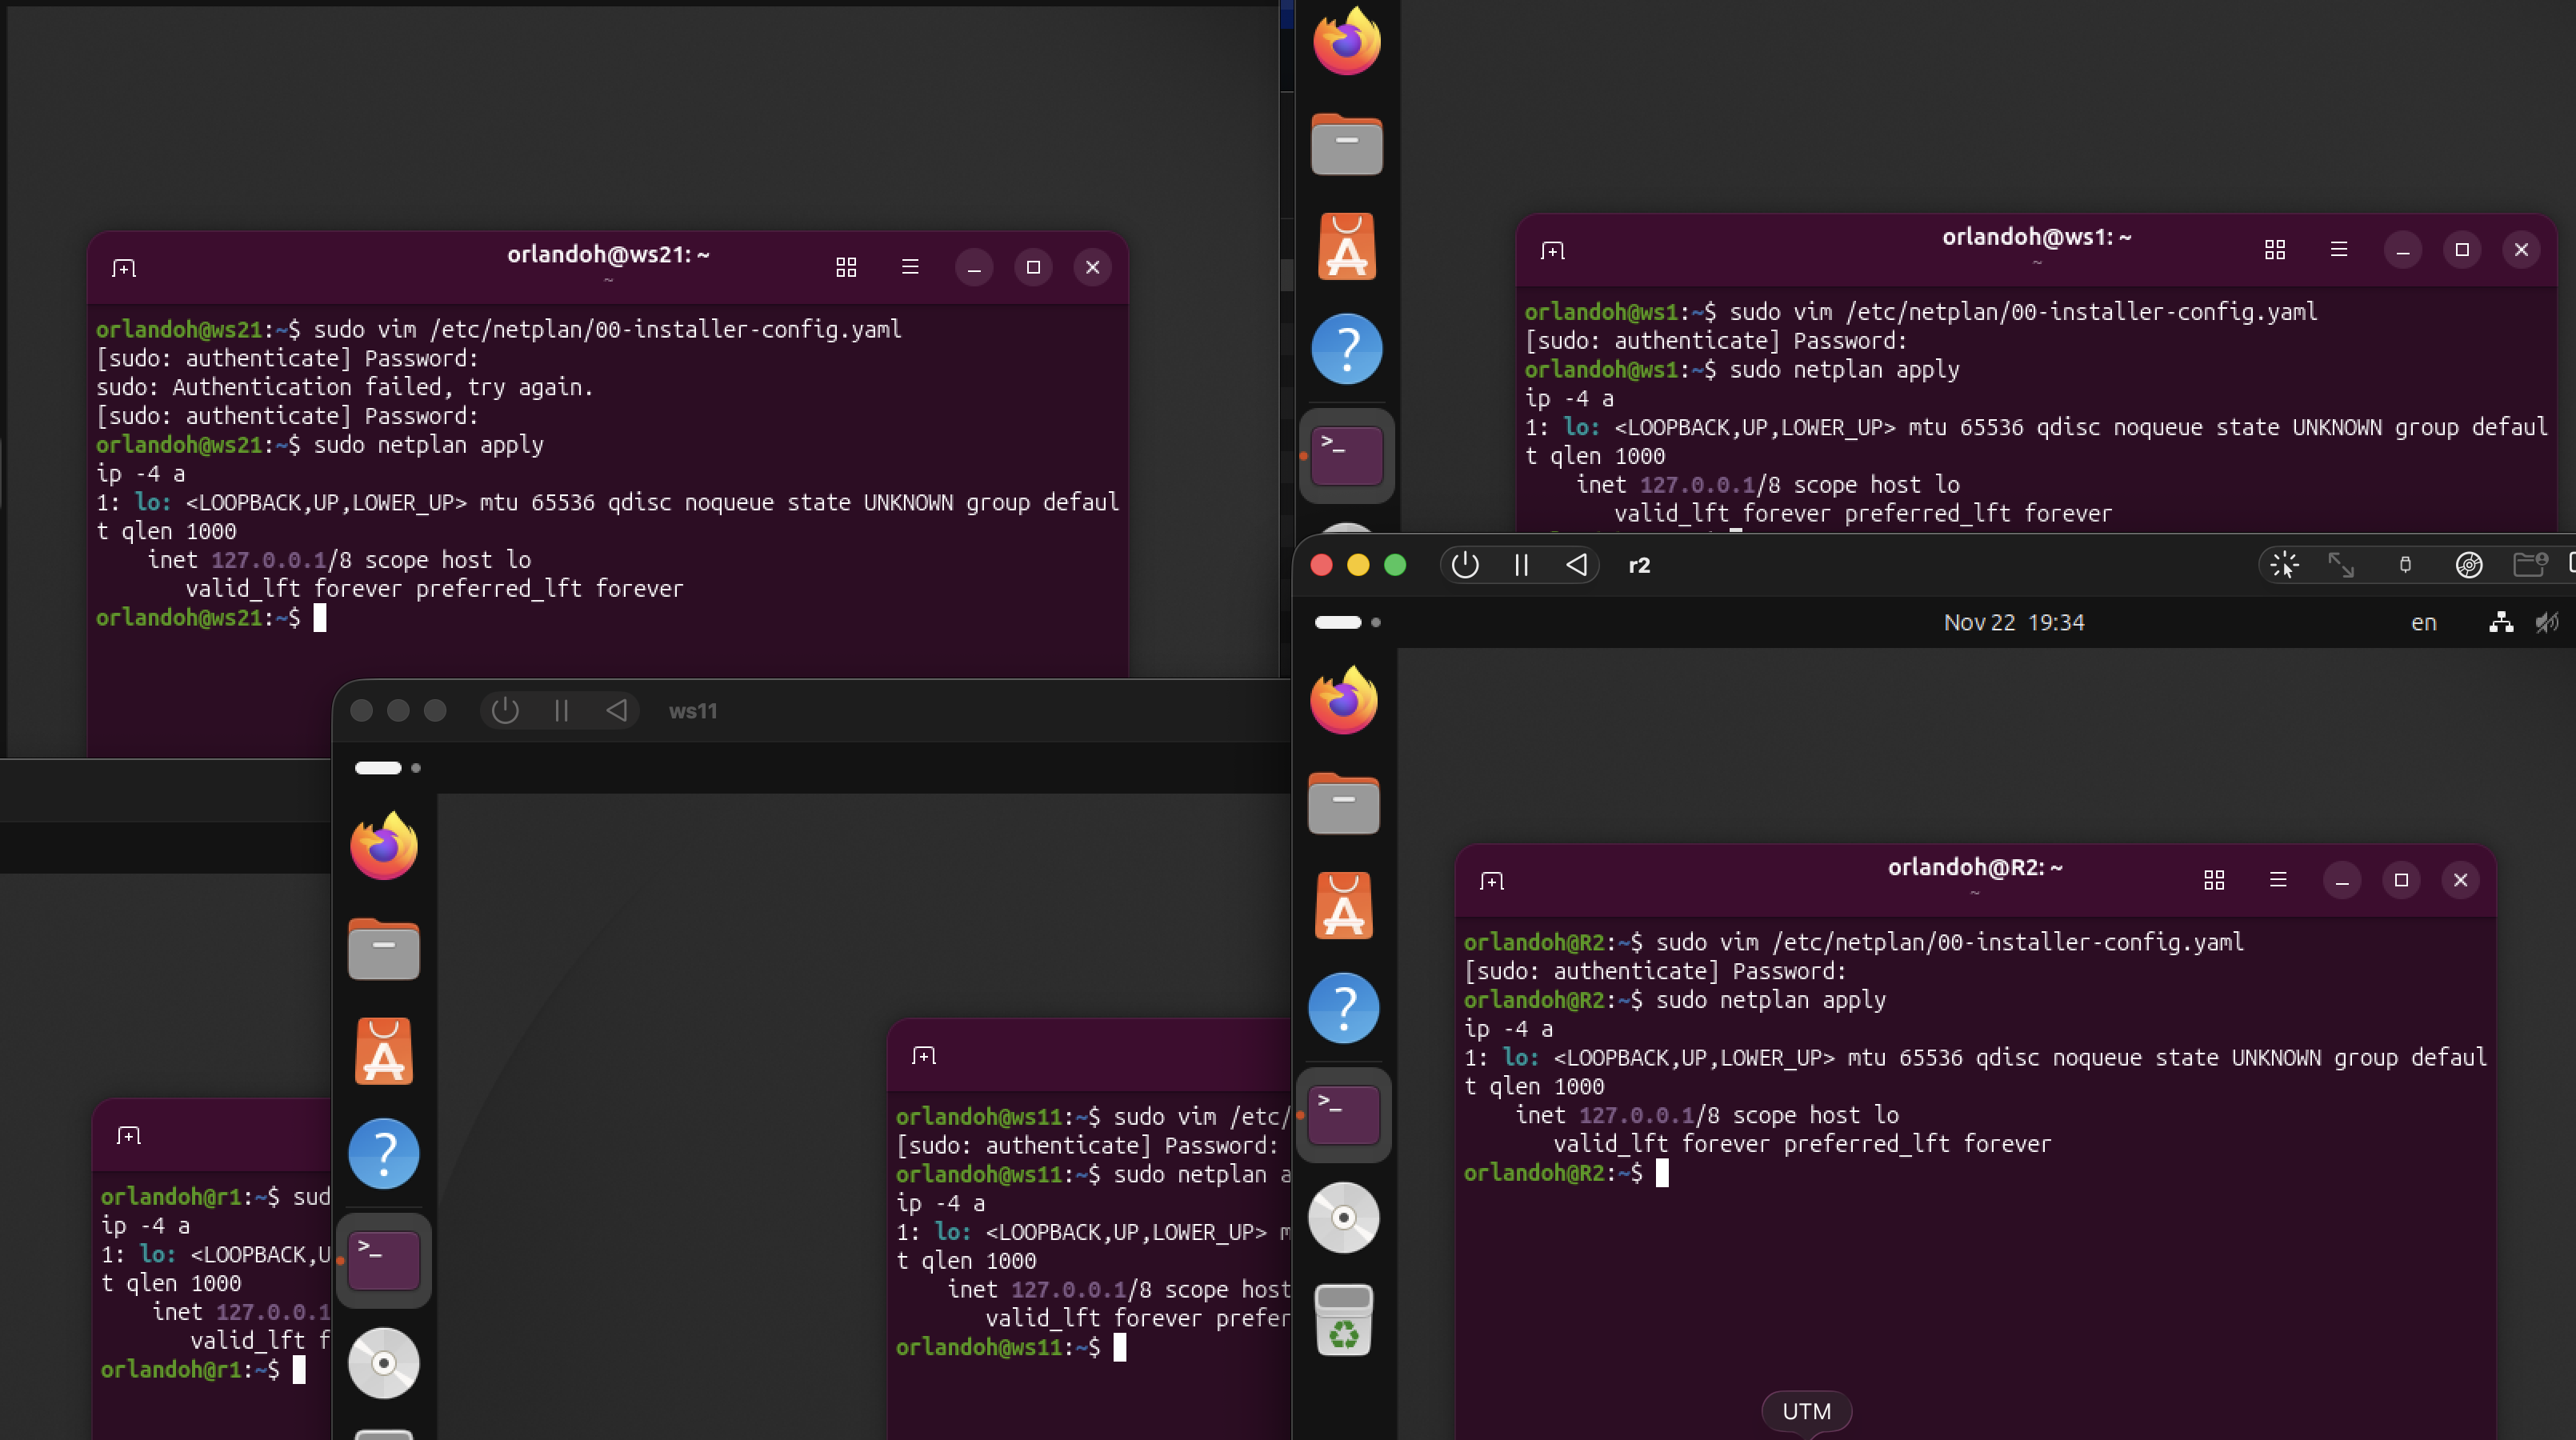 orlandoh@ws21: ~
~
orlandoh@ws21:~$ sudo vim /etc/netplan/00-installer-config.yaml
[sudo: authenticate] Password:
sudo: Authentication failed, try again.
[sudo: authenticate] Password:
orlandoh@ws21:~$ sudo netplan apply
ip -4 a
1: lo: <LOOPBACK,UP,LOWER_UP> mtu 65536 qdisc noqueue state UNKNOWN group defaul
t qlen 1000
inet 127.0.0.1/8 scope host lo
valid_lft forever preferred_lft forever
orlandoh@ws21:~$
orlandoh@ws1: ~
~
orlandoh@ws1:~$ sudo vim /etc/netplan/00-installer-config.yaml
[sudo: authenticate] Password:
orlandoh@ws1:~$ sudo netplan apply
ip -4 a
1: lo: <LOOPBACK,UP,LOWER_UP> mtu 65536 qdisc noqueue state UNKNOWN group defaul
t qlen 1000
inet 127.0.0.1/8 scope host lo
valid_lft forever preferred_lft forever
orlandoh@r1:~$ sud
ip -4 a
1: lo: <LOOPBACK,U
t qlen 1000
inet 127.0.0.1
valid_lft f
orlandoh@r1:~$
ws11
orlandoh@ws11:~$ sudo vim /etc/
[sudo: authenticate] Password:
orlandoh@ws11:~$ sudo netplan a
ip -4 a
1: lo: <LOOPBACK,UP,LOWER_UP> m
t qlen 1000
inet 127.0.0.1/8 scope host
valid_lft forever prefer
orlandoh@ws11:~$
r2
Nov 22 19:34
en
orlandoh@R2: ~
~
orlandoh@R2:~$ sudo vim /etc/netplan/00-installer-config.yaml
[sudo: authenticate] Password:
orlandoh@R2:~$ sudo netplan apply
ip -4 a
1: lo: <LOOPBACK,UP,LOWER_UP> mtu 65536 qdisc noqueue state UNKNOWN group defaul
t qlen 1000
inet 127.0.0.1/8 scope host lo
valid_lft forever preferred_lft forever
orlandoh@R2:~$
UTM